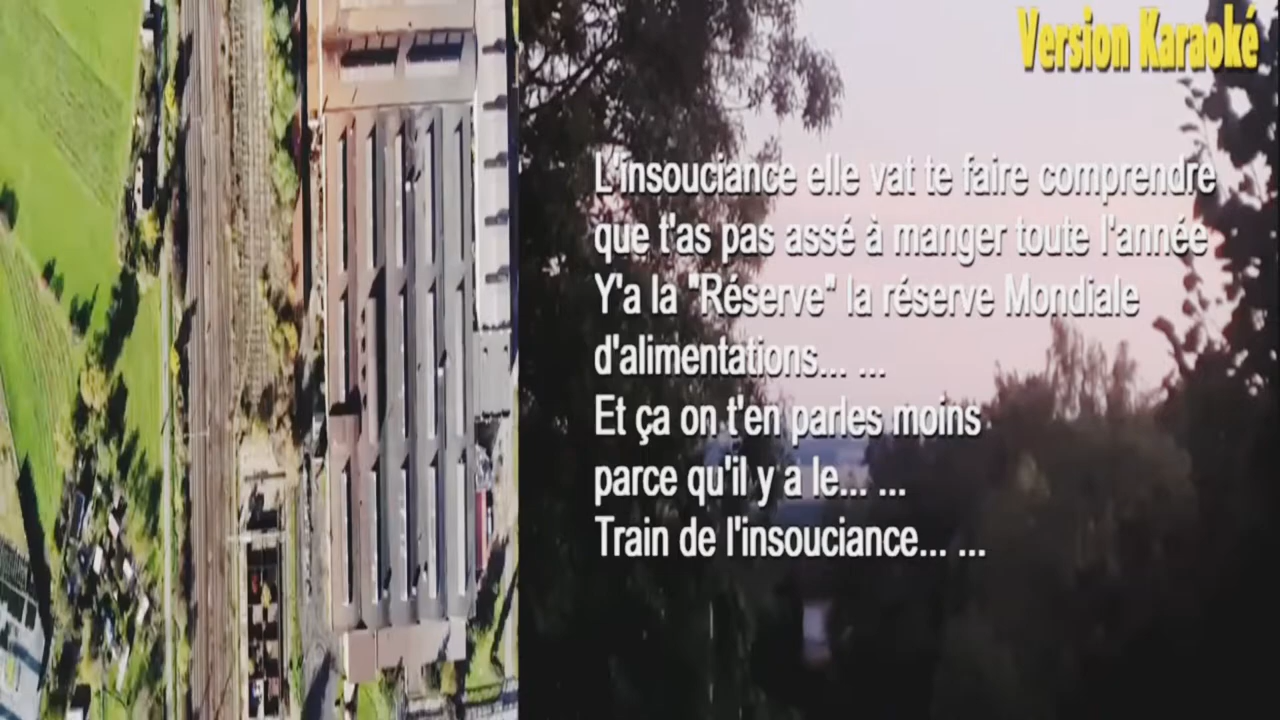 Version Karaoké
L'insouciance elle vat te faire comprendre
que t'as pas assé à manger toute l'année
Y'a la "Réserve" la réserve Mondiale
d'alimentations... ...
Et ça on t'en parles moins
parce qu'il y a le... ...
Train de l'insouciance... ...